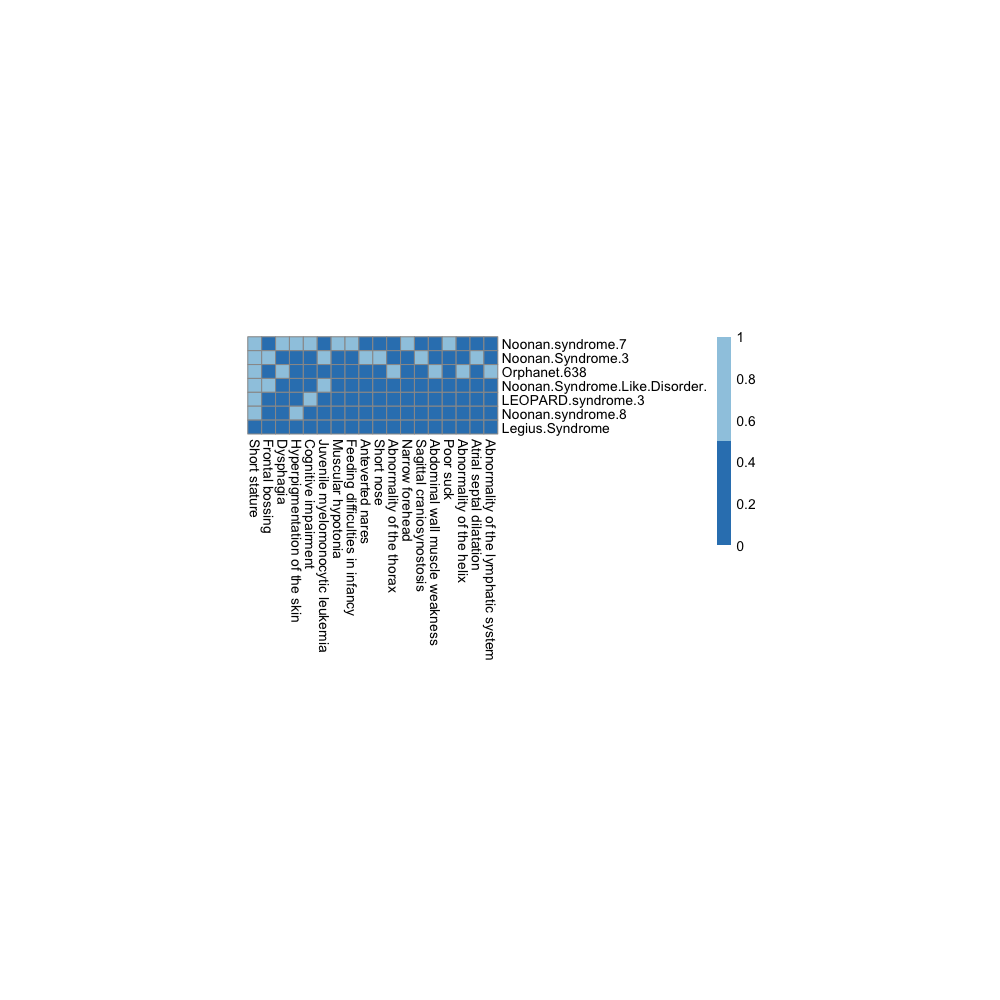 Noonan.syndrome.7
Noonan.Syndrome.3
Orphanet.638
Noonan.Syndrome.Like.Disorder.
LEOPARD.syndrome.3
Noonan.syndrome.8
Legius.Syndrome
1
0.8
0.6
0.4
0.2
0
Short stature
Frontal bossing
Dysphagia
Hyperpigmentation of the skin
Cognitive impairment
Juvenile myelomonocytic leukemia
Muscular hypotonia
Feeding difficulties in infancy
Anteverted nares
Short nose
Abnormality of the thorax
Narrow forehead
Sagittal craniosynostosis
Abdominal wall muscle weakness
Poor suck
Abnormality of the helix
Atrial septal dilatation
Abnormality of the lymphatic system